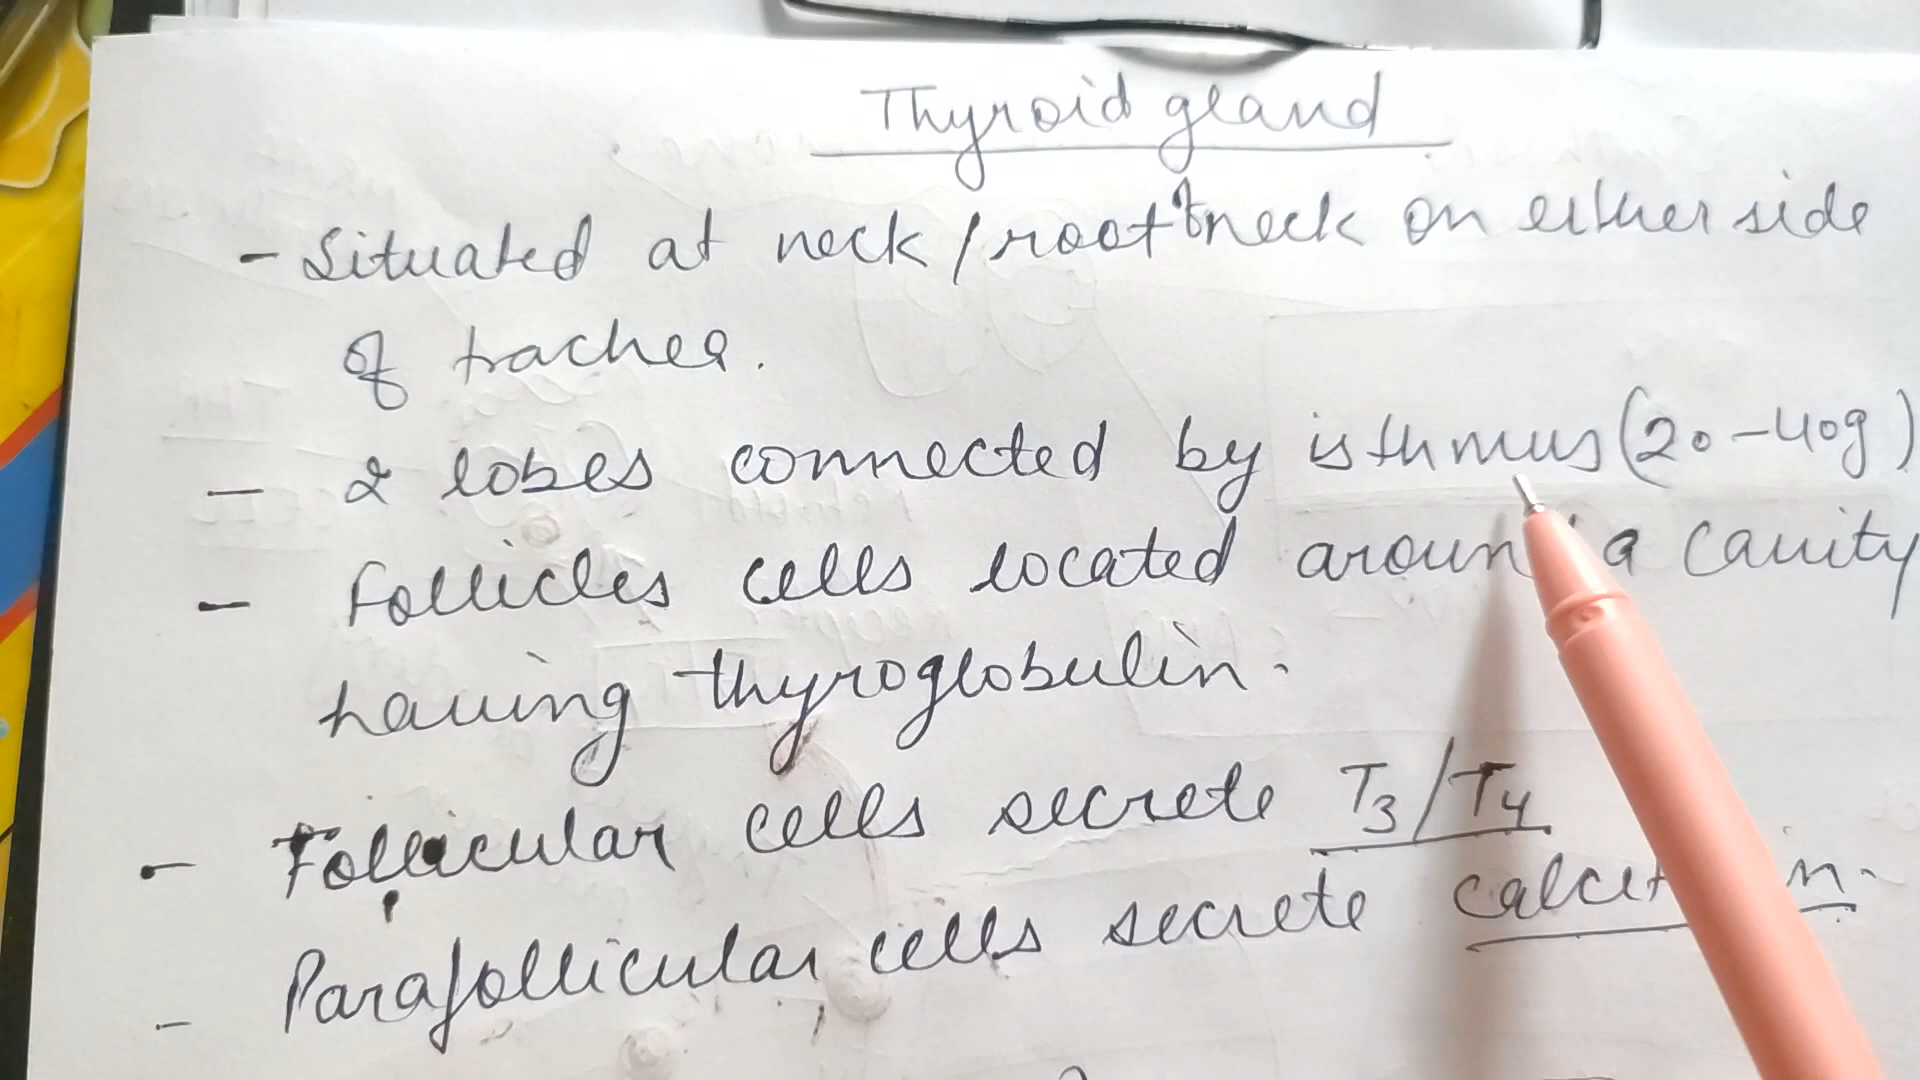 Thyroid gland
- Situated at neck/root of neck on either side
of trachea.
- 2 lobes connected by isthmus (20-40g)
- Follicles cells located around a cavity
having thyroglobulin.
- Follicular cells secrete T3/T4
- Parafollicular cells secrete